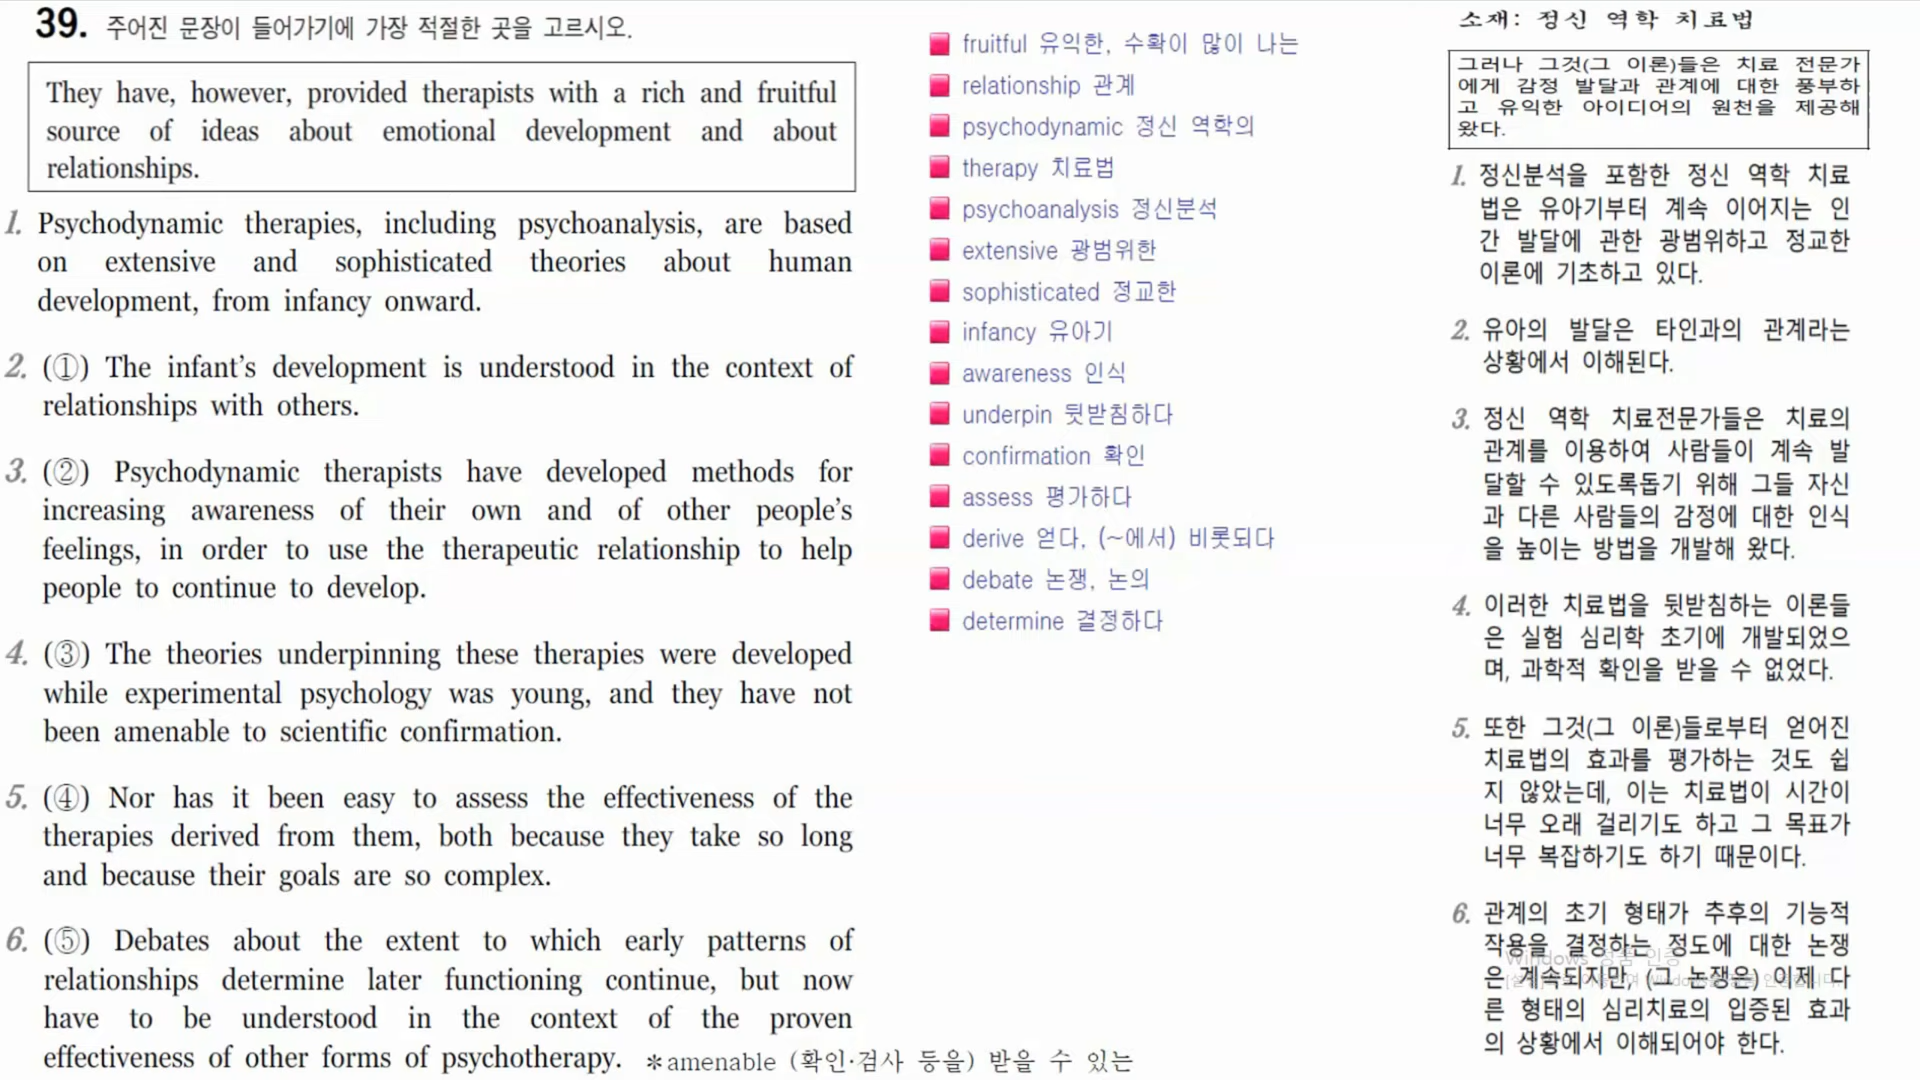 39. 주어진 문장이 들어가기에 가장 적절한 곳을 고르시오.
They have, however, provided therapists with a rich and fruitful
source of ideas about emotional development and about
relationships.
1. Psychodynamic therapies, including psychoanalysis, are based
on extensive and sophisticated theories about human
development, from infancy onward.
2. (①) The infant's development is understood in the context of
relationships with others.
3. (②) Psychodynamic therapists have developed methods for
increasing awareness of their own and of other people's
feelings, in order to use the therapeutic relationship to help
people to continue to develop.
4. (③) The theories underpinning these therapies were developed
while experimental psychology was young, and they have not
been amenable to scientific confirmation.
5. (④) Nor has it been easy to assess the effectiveness of the
therapies derived from them, both because they take so long
and because their goals are so complex.
6. (⑤) Debates about the extent to which early patterns of
relationships determine later functioning continue, but now
have to be understood in the context of the proven
effectiveness of other forms of psychotherapy. *amenable (확인·검사 등을) 받을 수 있는
fruitful 유익한, 수확이 많이 나는
relationship 관계
psychodynamic 정신 역학의
therapy 치료법
psychoanalysis 정신분석
extensive 광범위한
sophisticated 정교한
infancy 유아기
awareness 인식
underpin 뒷받침하다
confirmation 확인
assess 평가하다
derive 얻다, (~에서) 비롯되다
debate 논쟁, 논의
determine 결정하다
소재: 정신 역학 치료법
그러나 그것(그 이론)들은 치료 전문가
에게 감정 발달과 관계에 대한 풍부하
고 유익한 아이디어의 원천을 제공해
왔다.
1. 정신분석을 포함한 정신 역학 치료
법은 유아기부터 계속 이어지는 인
간 발달에 관한 광범위하고 정교한
이론에 기초하고 있다.
2. 유아의 발달은 타인과의 관계라는
상황에서 이해된다.
3. 정신 역학 치료전문가들은 치료의
관계를 이용하여 사람들이 계속 발
달할 수 있도록돕기 위해 그들 자신
과 다른 사람들의 감정에 대한 인식
을 높이는 방법을 개발해 왔다.
4. 이러한 치료법을 뒷받침하는 이론들
은 실험 심리학 초기에 개발되었으
며, 과학적 확인을 받을 수 없었다.
5. 또한 그것(그 이론)들로부터 얻어진
치료법의 효과를 평가하는 것도 쉽
지 않았는데, 이는 치료법이 시간이
너무 오래 걸리기도 하고 그 목표가
너무 복잡하기도 하기 때문이다.
6. 관계의 초기 형태가 추후의 기능적
작용을 결정하는 정도에 대한 논쟁
은 계속되지만, (그 논쟁은) 이제 다
른 형태의 심리치료의 입증된 효과
의 상황에서 이해되어야 한다.
Windows 정품 인증